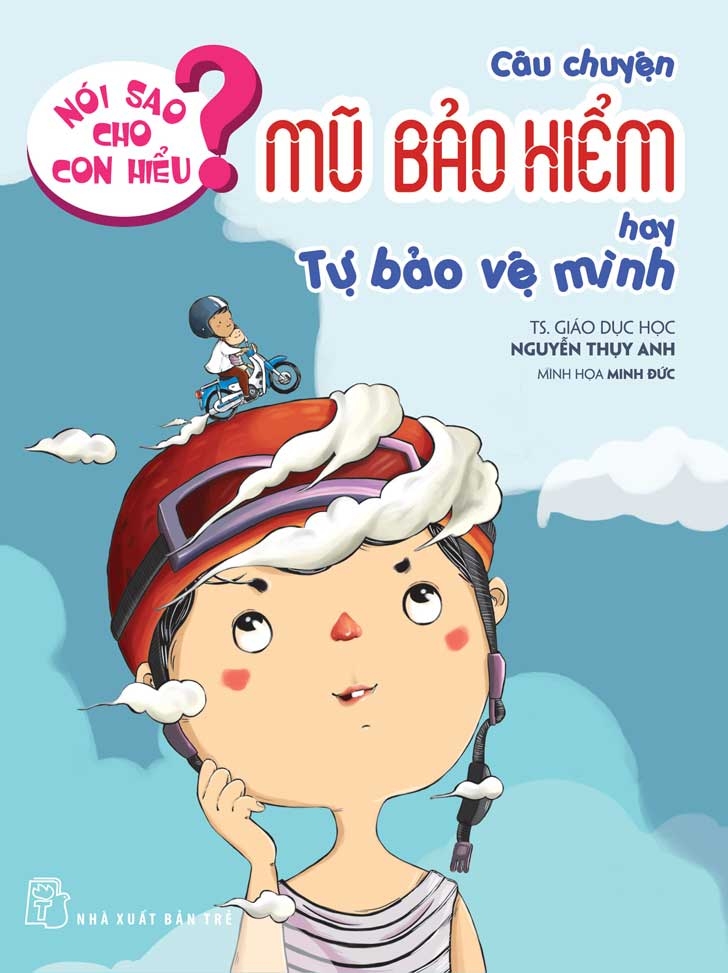 NÓI SAO
CHO
CON HIỂU
?
Câu chuyện
MŨ BẢO HIỂM
hay
Tự bảo vệ mình
TS. GIÁO DỤC HỌC
NGUYỄN THỤY ANH
MINH HỌA MINH ĐỨC
NHÀ XUẤT BẢN TRẺ